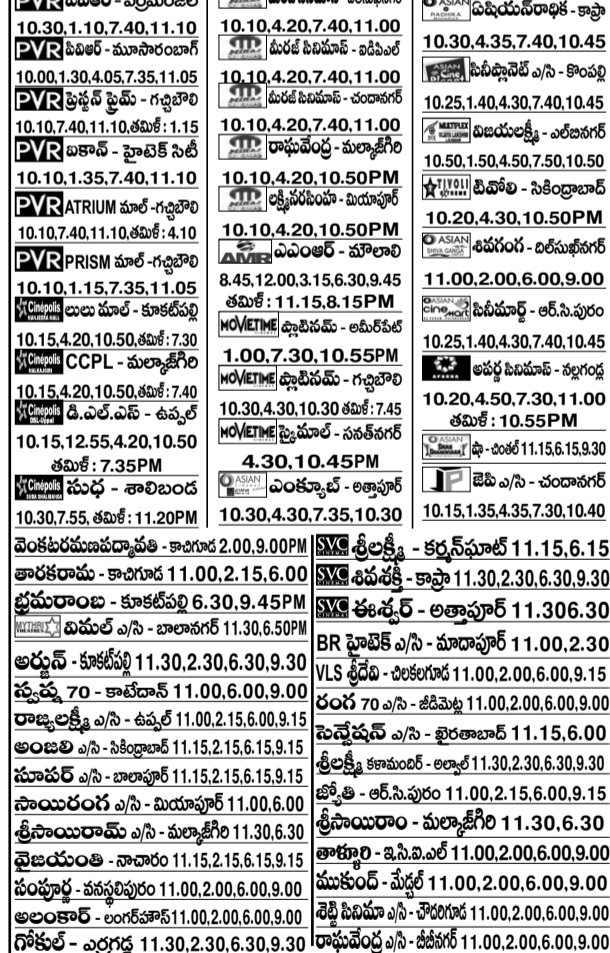 10.30,1.10,7.40,11.10
PVR పివిఆర్ - మూసారంబాగ్
10.00,1.30,4.05,7.35,11.05
PVR ప్రెస్టన్ ప్రైమ్ - గచ్చిబౌలి
10.10,7.40,11.10,తమిళ్: 1.15
PVR ఐకాన్ - హైటెక్ సిటీ
10.10,1.35,7.40,11.10
PVR ATRIUM మాల్ -గచ్చిబౌలి
10.10,7.40,11.10,తమిళ్: 4.10
PVR PRISM మాల్ -గచ్చిబౌలి
10.10,1.15,7.35,11.05
Cinépolis లులు మాల్ - కూకట్‌పల్లి
10.15,4.20,10.50,తమిళ్: 7.30
Cinépolis CCPL - మల్కాజ్‌గిరి
10.15,4.20,10.50,తమిళ్: 7.40
Cinépolis డి.ఎల్.ఎస్ - ఉప్పల్
10.15,12.55,4.20,10.50
తమిళ్: 7.35PM
Cinépolis సుధ - శాలిబండ
10.30,7.55, తమిళ్: 11.20PM
10.10,4.20,7.40,11.00
మీరజ్ సినిమాస్ - ఐడిపిఎల్
10.10,4.20,7.40,11.00
మీరజ్ సినిమాస్ - చందానగర్
10.10,4.20,7.40,11.00
రాఘవేంద్ర - మల్కాజ్‌గిరి
10.10,4.20,10.50PM
లక్ష్మీనరసింహ - మియాపూర్
10.10,4.20,10.50PM
AMR ఎఎంఆర్ - మౌలాలి
8.45,12.00,3.15,6.30,9.45
తమిళ్: 11.15,8.15PM
MOVIETIME ప్లాటినమ్ - అమీర్‌పేట్
1.00,7.30,10.55PM
MOVIETIME ప్లాటినమ్ - గచ్చిబౌలి
10.30,4.30,10.30 తమిళ్: 7.45
MOVIETIME స్కైమాల్ - సనత్‌నగర్
4.30,10.45PM
ASIAN ఎంక్యూబ్ - అత్తాపూర్
10.30,4.30,7.35,10.30
ASIAN RADHIKA ఏషియన్‌రాధిక - కాప్రా
10.30,4.35,7.40,10.45
ASIAN Cine Planet సినీప్లానెట్ ఎ/సి - కొంపల్లి
10.25,1.40,4.30,7.40,10.45
MULTIPLEX విజయలక్ష్మీ - ఎల్‌బినగర్
10.50,1.50,4.50,7.50,10.50
TIVOLI టివోలి - సికింద్రాబాద్
10.20,4.30,10.50PM
ASIAN SHIVA GANGA శివగంగ - దిల్‌సుఖ్‌నగర్
11.00,2.00,6.00,9.00
ASIAN cinemart సినీమార్ట్ - ఆర్.సి.పురం
10.25,1.40,4.30,7.40,10.45
APARNA అపర్ణ సినిమాస్ - నల్లగండ్ల
10.20,4.50,7.30,11.00
తమిళ్: 10.55PM
ASIAN షా - చింతల్ 11.15,6.15,9.30
JP జెపి ఎ/సి - చందానగర్
10.15,1.35,4.35,7.30,10.40
వెంకటరమణపద్మావతి - కాచిగూడ 2.00,9.00PM
తారకరామ - కాచిగూడ 11.00,2.15,6.00
భ్రమరాంబ - కూకట్‌పల్లి 6.30,9.45PM
MYTHRI THEATRES విమల్ ఎ/సి - బాలానగర్ 11.30,6.50PM
అర్జున్ - కూకట్‌పల్లి 11.30,2.30,6.30,9.30
స్వప్న 70 - కాటేదాన్ 11.00,6.00,9.00
రాజ్యలక్ష్మీ ఎ/సి - ఉప్పల్ 11.00,2.15,6.00,9.15
అంజలి ఎ/సి - సికింద్రాబాద్ 11.15,2.15,6.15,9.15
సూపర్ ఎ/సి - బాలాపూర్ 11.15,2.15,6.15,9.15
సాయిరంగ ఎ/సి - మియాపూర్ 11.00,6.00
శ్రీసాయిరామ్ ఎ/సి - మల్కాజ్‌గిరి 11.30,6.30
వైజయంతి - నాచారం 11.15,2.15,6.15,9.15
సంపూర్ణ - వనస్థలిపురం 11.00,2.00,6.00,9.00
అలంకార్ - లంగర్‌హౌస్ 11.00,2.00,6.00,9.00
గోకుల్ - ఎర్రగడ్డ 11.30,2.30,6.30,9.30
SVC శ్రీలక్ష్మీ - కర్మన్‌ఘాట్ 11.15,6.15
SVC శివశక్తి - కాప్రా 11.30,2.30,6.30,9.30
SVC ఈశ్వర్ - అత్తాపూర్ 11.306.30
BR హైటెక్ ఎ/సి - మాదాపూర్ 11.00,2.30
VLS శ్రీదేవి - చిలకలగూడ 11.00,2.00,6.00,9.15
రంగ 70 ఎ/సి - జీడిమెట్ల 11.00,2.00,6.00,9.00
సెన్సేషన్ ఎ/సి - ఖైరతాబాద్ 11.15,6.00
శ్రీలక్ష్మీ కళామందిర్ - అల్వాల్ 11.30,2.30,6.30,9.30
జ్యోతి - ఆర్.సి.పురం 11.00,2.15,6.00,9.15
శ్రీసాయిరాం - మల్కాజ్‌గిరి 11.30,6.30
తాళ్ళూరి - ఇ.సి.ఐ.ఎల్ 11.00,2.00,6.00,9.00
ముకుంద్ - మేడ్చల్ 11.00,2.00,6.00,9.00
శెట్టి సినిమా ఎ/సి - చౌదరిగూడ 11.00,2.00,6.00,9.00
రాఘవేంద్ర ఎ/సి - బీబీనగర్ 11.00,2.00,6.00,9.00